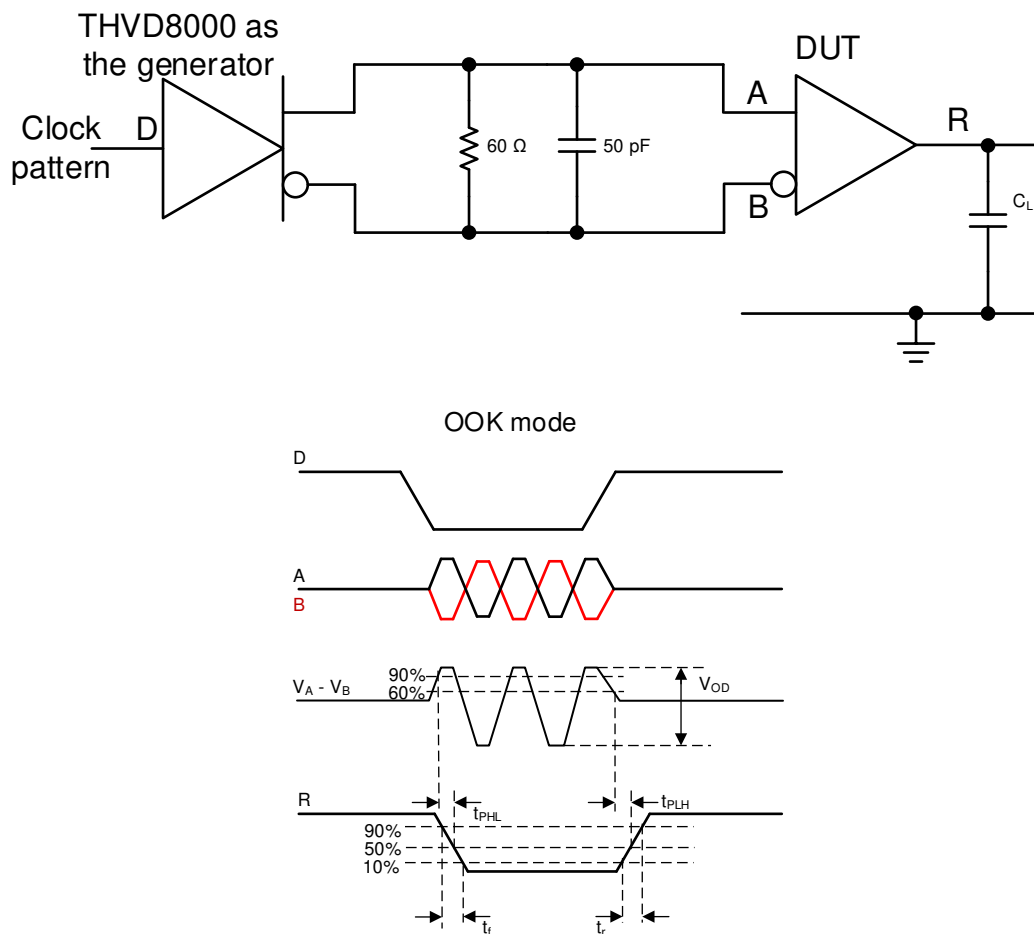 THVD8000 as
the generator
DUT
Clock
pattern
D
60 Ω
50 pF
A
B
R
CL
OOK mode
D
A
B
90%
60%
VA - VB
VOD
R
tPHL
tPLH
90%
50%
10%
tf
tr